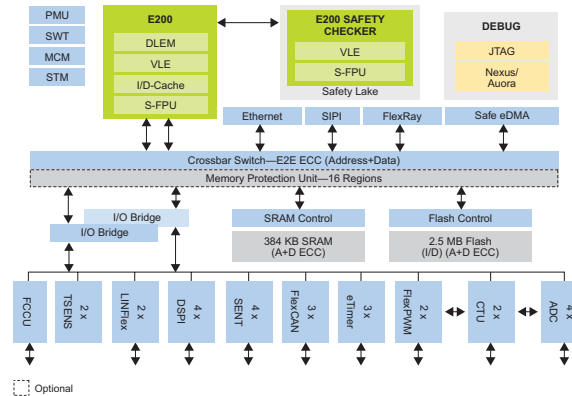 PMU
SWT
MCM
STM
E200
DLEM
VLE
I/D-Cache
S-FPU
E200 SAFETY
CHECKER
VLE
S-FPU
Safety Lake
DEBUG
JTAG
Nexus/
Auora
Ethernet
SIPI
FlexRay
Safe eDMA
Crossbar Switch—E2E ECC (Address+Data)
Memory Protection Unit—16 Regions
I/O Bridge
I/O Bridge
SRAM Control
384 KB SRAM
(A+D ECC)
Flash Control
2.5 MB Flash
(I/D) (A+D ECC)
FCCU
2 x
TSENS
2 x
LINFlex
4 x
DSPI
4 x
SENT
3 x
FlexCAN
3 x
eTimer
2 x
FlexPWM
2 x
CTU
4 x
ADC
Optional